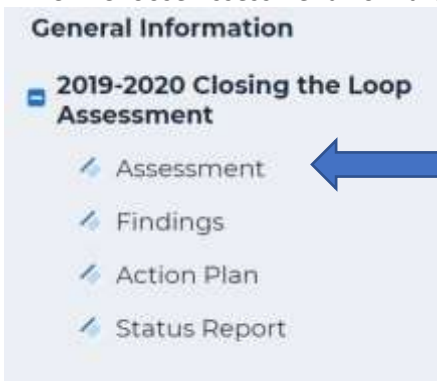 General Information
2019-2020 Closing the Loop
Assessment
Assessment
Findings
Action Plan
Status Report